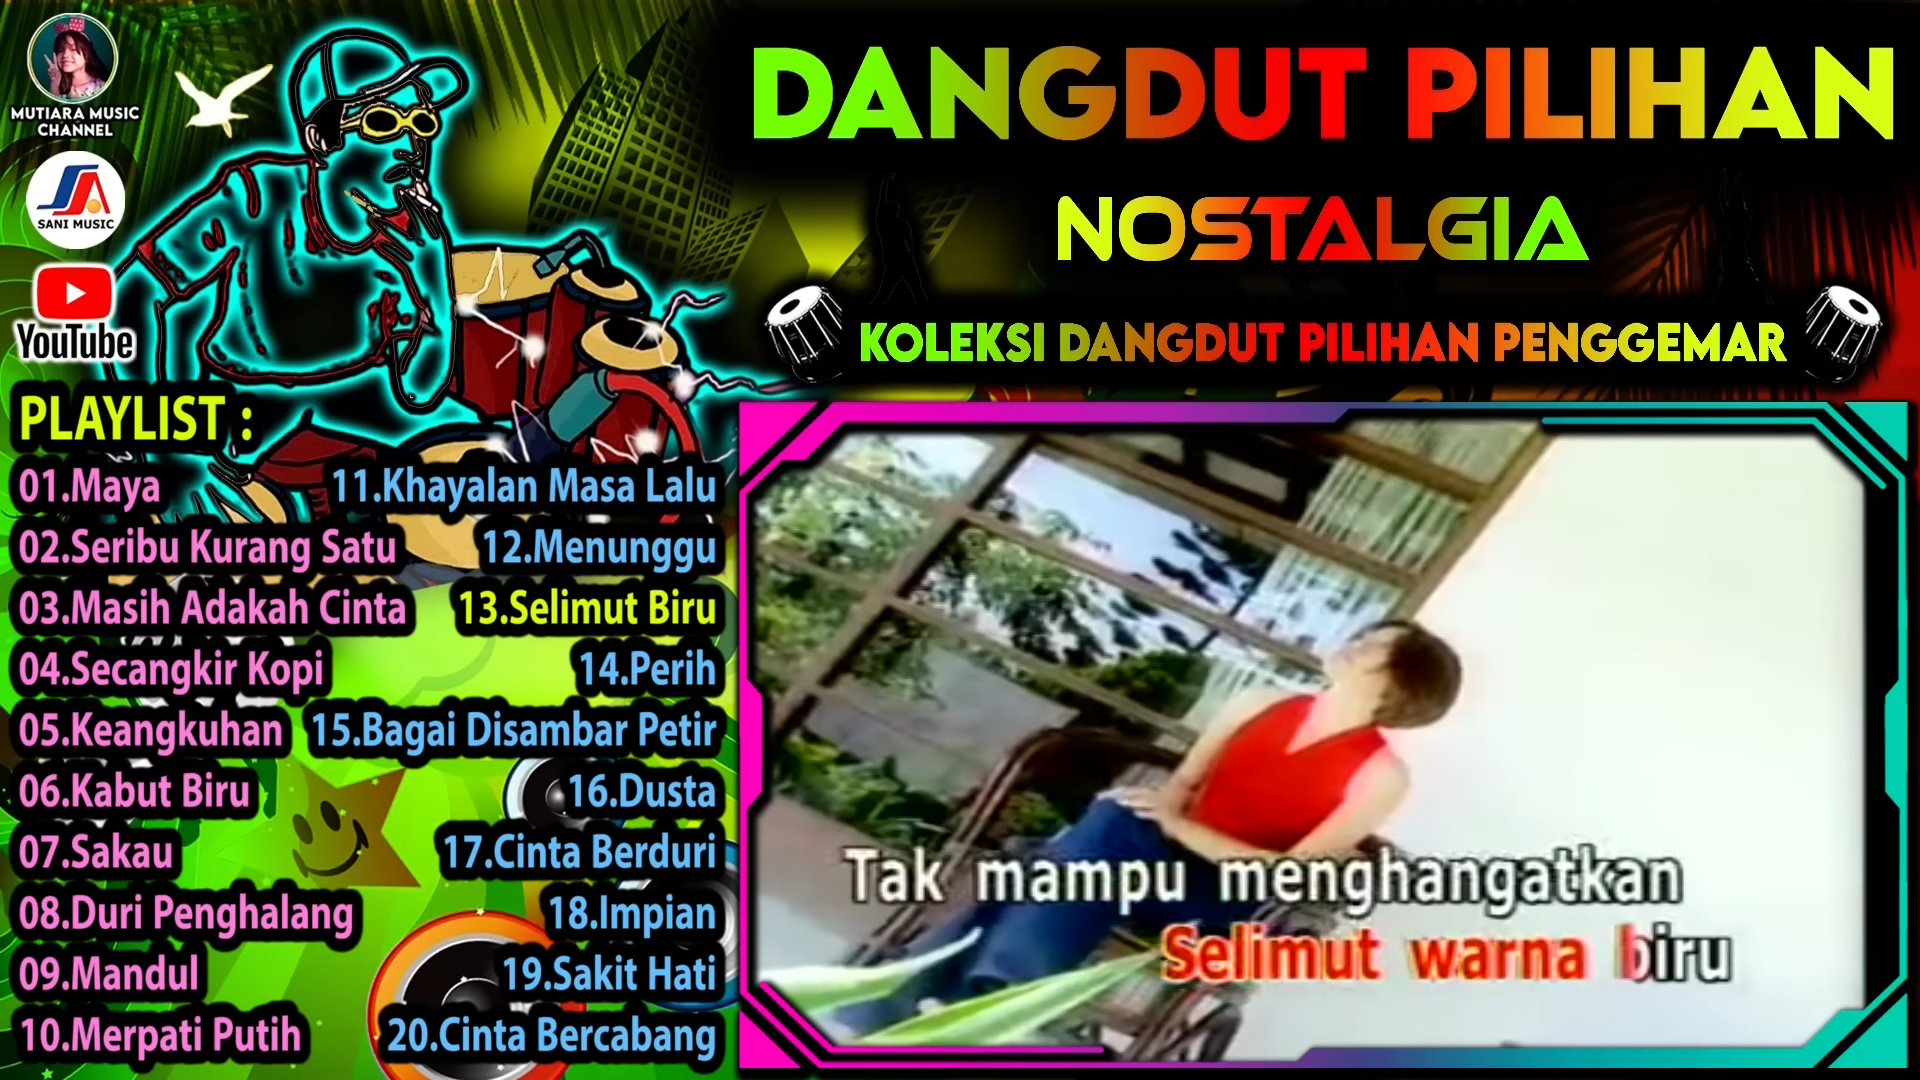 MUTIARA MUSIC
CHANNEL
SANI MUSIC
YouTube
DANGDUT PILIHAN
NOSTALGIA
KOLEKSI DANGDUT PILIHAN PENGGEMAR
PLAYLIST :
01.Maya
02.Seribu Kurang Satu
03.Masih Adakah Cinta
04.Secangkir Kopi
05.Keangkuhan
06.Kabut Biru
07.Sakau
08.Duri Penghalang
09.Mandul
10.Merpati Putih
11.Khayalan Masa Lalu
12.Menunggu
13.Selimut Biru
14.Perih
15.Bagai Disambar Petir
16.Dusta
17.Cinta Berduri
18.Impian
19.Sakit Hati
20.Cinta Bercabang
Tak mampu menghangatkan
Selimut warna biru